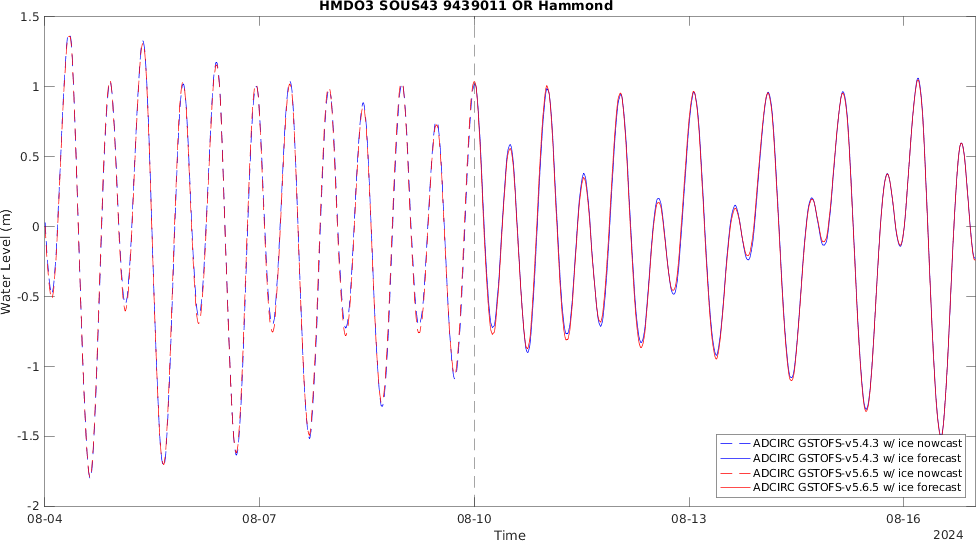 HMDO3 SOUS43 9439011 OR Hammond
1.5
1
0.5
0
-0.5
-1
-1.5
-2
Water Level (m)
08-04
08-07
08-10
08-13
08-16
Time
2024
ADCIRC GSTOFS-v5.4.3 w/ ice nowcast
ADCIRC GSTOFS-v5.4.3 w/ ice forecast
ADCIRC GSTOFS-v5.6.5 w/ ice nowcast
ADCIRC GSTOFS-v5.6.5 w/ ice forecast